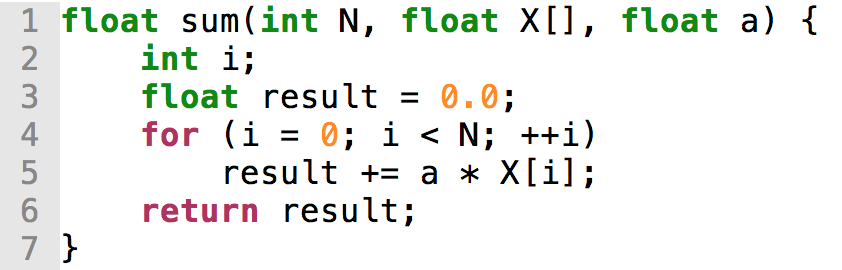 1 float sum(int N, float X[], float a) {
2     int i;
3     float result = 0.0;
4     for (i = 0; i < N; ++i)
5         result += a * X[i];
6     return result;
7 }